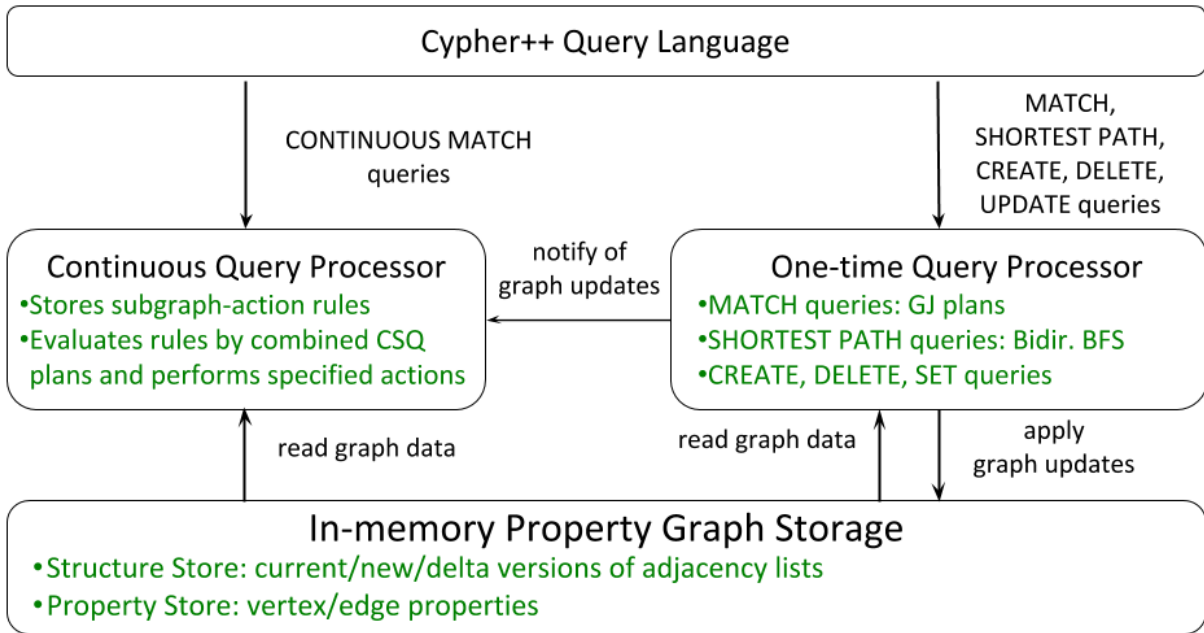 Cypher++ Query Language
CONTINUOUS MATCH
queries
MATCH,
SHORTEST PATH,
CREATE, DELETE,
UPDATE queries
Continuous Query Processor
•Stores subgraph-action rules
•Evaluates rules by combined CSQ
plans and performs specified actions
notify of
graph updates
One-time Query Processor
•MATCH queries: GJ plans
•SHORTEST PATH queries: Bidir. BFS
•CREATE, DELETE, SET queries
read graph data
read graph data
apply
graph updates
In-memory Property Graph Storage
•Structure Store: current/new/delta versions of adjacency lists
•Property Store: vertex/edge properties